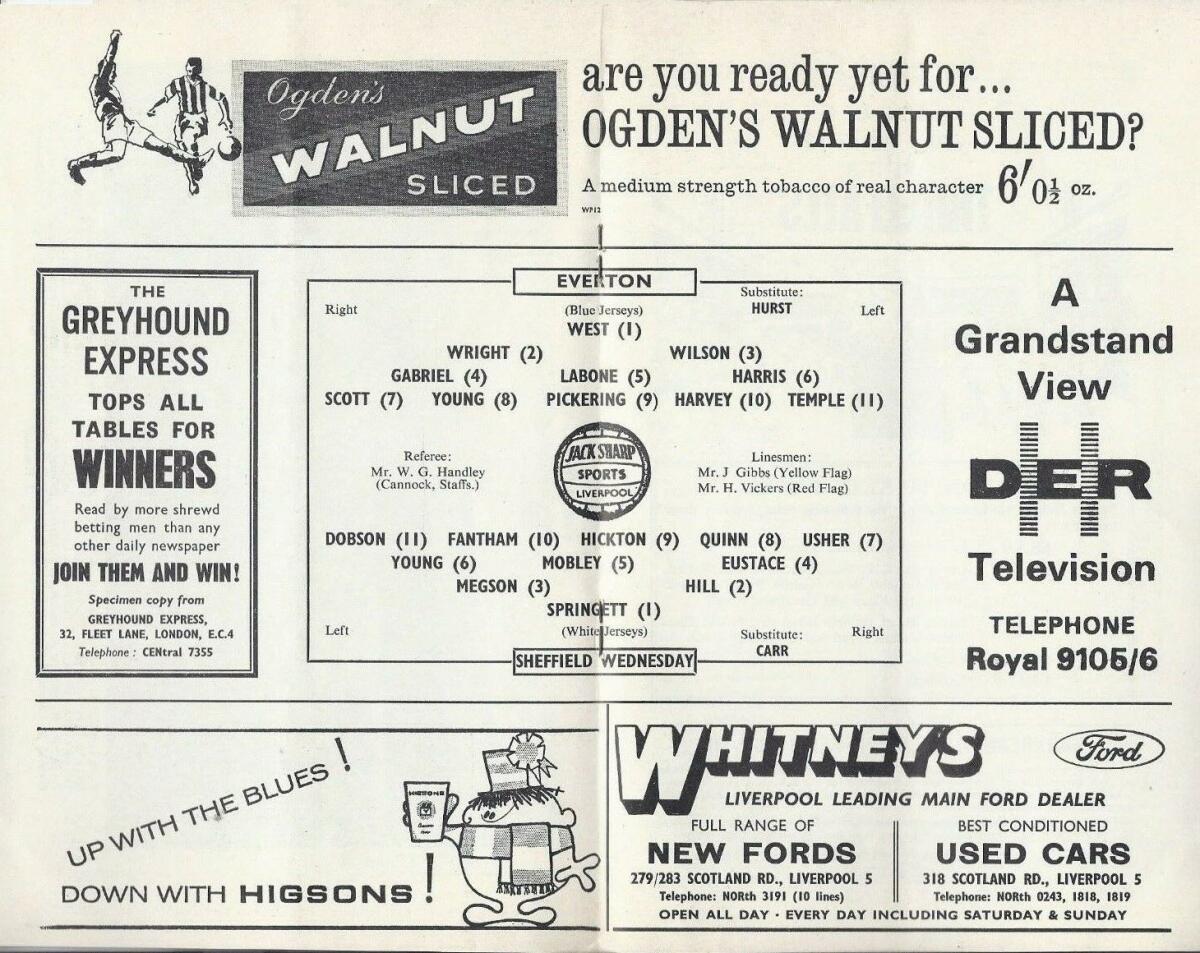 Ogden's
WALNUT
SLICED
are you ready yet for...
OGDEN'S WALNUT SLICED?
A medium strength tobacco of real character 6/0½ oz.
WP12
THE
GREYHOUND
EXPRESS
TOPS ALL
TABLES FOR
WINNERS
Read by more shrewd
betting men than any
other daily newspaper
JOIN THEM AND WIN!
Specimen copy from
GREYHOUND EXPRESS,
32, FLEET LANE, LONDON, E.C.4
Telephone : CENtral 7355
EVERTON
Right
(Blue Jerseys)
Substitute:
HURST
Left
WEST (1)
WRIGHT (2) WILSON (3)
GABRIEL (4) LABONE (5) HARRIS (6)
SCOTT (7) YOUNG (8) PICKERING (9) HARVEY (10) TEMPLE (11)
Referee:
Mr. W. G. Handley
(Cannock, Staffs.)
JACK SHARP
SPORTS
LIVERPOOL
Linesmen:
Mr. J Gibbs (Yellow Flag)
Mr. H. Vickers (Red Flag)
DOBSON (11) FANTHAM (10) HICKTON (9) QUINN (8) USHER (7)
YOUNG (6) MOBLEY (5) EUSTACE (4)
MEGSON (3) HILL (2)
SPRINGETT (1)
Left
(White Jerseys)
Substitute:
CARR
Right
SHEFFIELD WEDNESDAY
A
Grandstand
View
DER
Television
TELEPHONE
Royal 9105/6
UP WITH THE BLUES!
DOWN WITH HIGSONS!
HIGSONS
WHITNEY'S
Ford
LIVERPOOL LEADING MAIN FORD DEALER
FULL RANGE OF
NEW FORDS
279/283 SCOTLAND RD., LIVERPOOL 5
Telephone: NORth 3191 (10 lines)
BEST CONDITIONED
USED CARS
318 SCOTLAND RD., LIVERPOOL 5
Telephone: NORth 0243, 1818, 1819
OPEN ALL DAY · EVERY DAY INCLUDING SATURDAY & SUNDAY